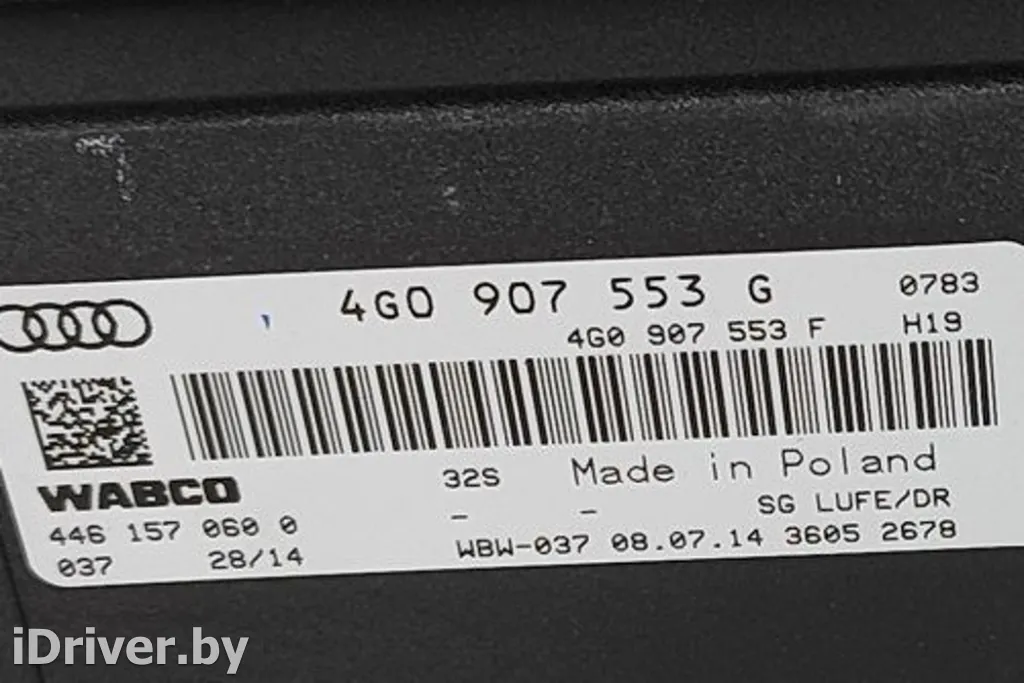 4G0 907 553 G 0783
4G0 907 553 F H19
WABCO 32S Made in Poland
446 157 060 0 - - SG LUFE/DR
037 28/14 WBW-037 08.07.14 3605 2678
iDriver.by